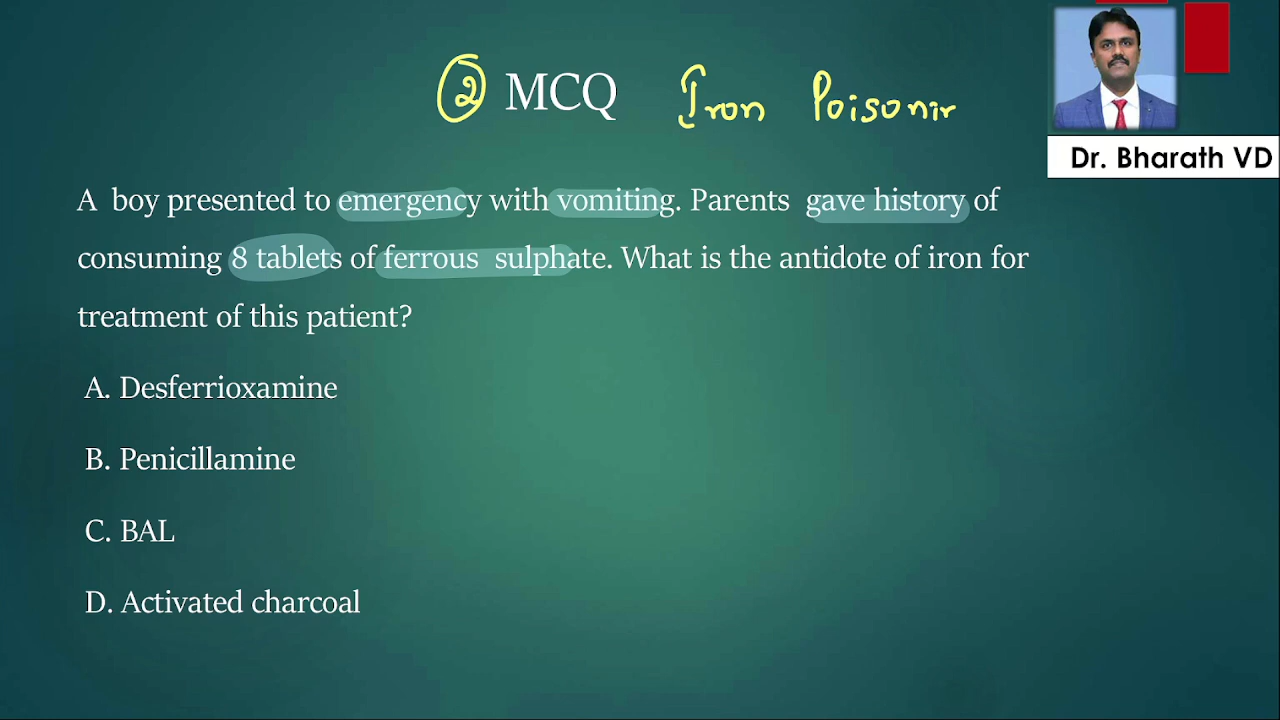 ② MCQ Iron Poisonin
Dr. Bharath VD
A boy presented to emergency with vomiting. Parents gave history of
consuming 8 tablets of ferrous sulphate. What is the antidote of iron for
treatment of this patient?
A. Desferrioxamine
B. Penicillamine
C. BAL
D. Activated charcoal